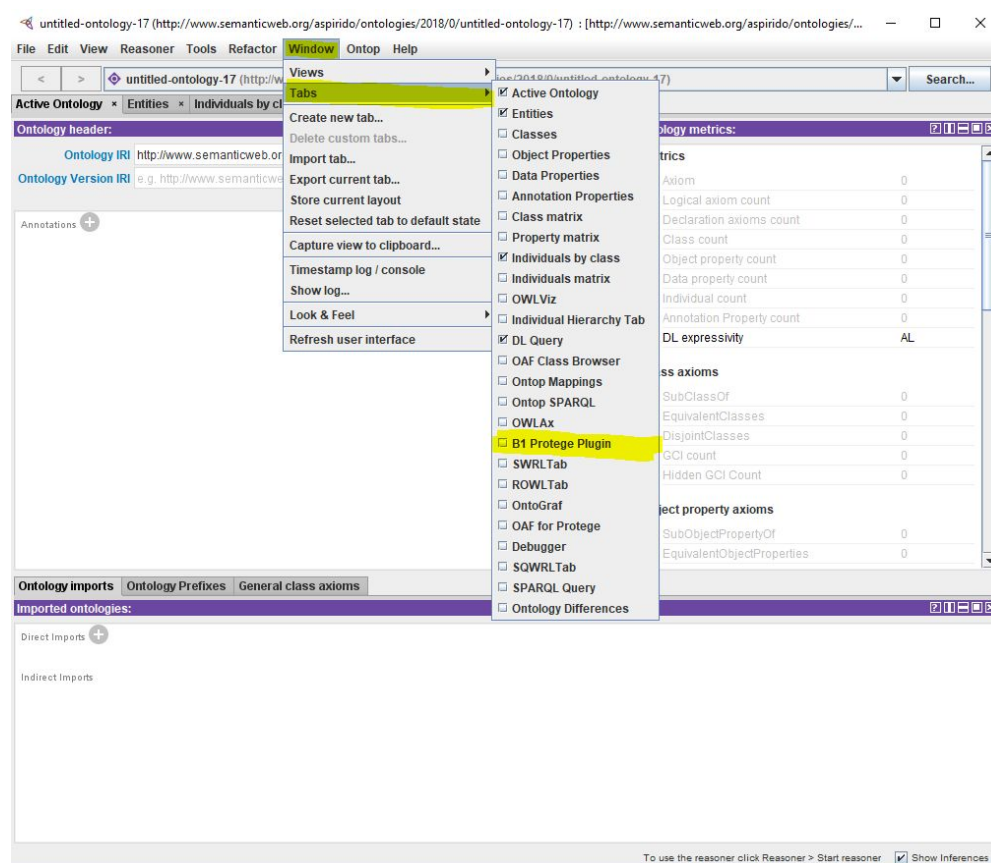 untitled-ontology-17 (http://www.semanticweb.org/aspirido/ontologies/2018/0/untitled-ontology-17) : [http://www.semanticweb.org/aspirido/ontologies/...
File Edit View Reasoner Tools Refactor Window Ontop Help
< > untitled-ontology-17 (http://w ies/2018/0/untitled-ontology-17) Search...
Active Ontology × Entities × Individuals by cl
Ontology header:
Ontology IRI http://www.semanticweb.or
Ontology Version IRI e.g. http://www.semanticwe
Annotations
Views
Tabs
Create new tab...
Delete custom tabs...
Import tab...
Export current tab...
Store current layout
Reset selected tab to default state
Capture view to clipboard...
Timestamp log / console
Show log...
Look & Feel
Refresh user interface
Active Ontology
Entities
Classes
Object Properties
Data Properties
Annotation Properties
Class matrix
Property matrix
Individuals by class
Individuals matrix
OWLViz
Individual Hierarchy Tab
DL Query
OAF Class Browser
Ontop Mappings
Ontop SPARQL
OWLAx
B1 Protege Plugin
SWRLTab
ROWLTab
OntoGraf
OAF for Protege
Debugger
SQWRLTab
SPARQL Query
Ontology Differences
ology metrics:
trics
Axiom 0
Logical axiom count 0
Declaration axioms count 0
Class count 0
Object property count 0
Data property count 0
Individual count 0
Annotation Property count 0
DL expressivity AL
ss axioms
SubClassOf 0
EquivalentClasses 0
DisjointClasses 0
GCI count 0
Hidden GCI Count 0
ject property axioms
SubObjectPropertyOf 0
EquivalentObjectProperties 0
Ontology imports Ontology Prefixes General class axioms
Imported ontologies:
Direct Imports
Indirect Imports
To use the reasoner click Reasoner > Start reasoner Show Inferences